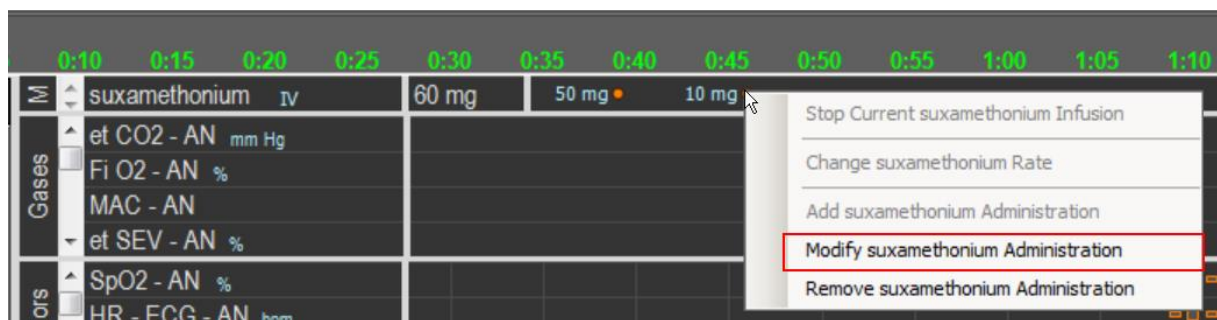 0:10 0:15 0:20 0:25 0:30 0:35 0:40 0:45 0:50 0:55 1:00 1:05 1:10
M suxamethonium IV 60 mg 50 mg 10 mg
Stop Current suxamethonium Infusion
Change suxamethonium Rate
Add suxamethonium Administration
Modify suxamethonium Administration
Remove suxamethonium Administration
Gases
et CO2 - AN mm Hg
Fi O2 - AN %
MAC - AN
et SEV - AN %
ors
SpO2 - AN %
HR - ECG - AN bpm